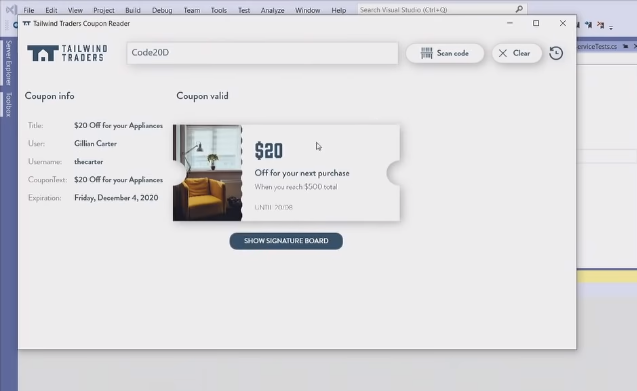 File Edit View Project Build Debug Team Tools Test Analyze Window Help Search Visual Studio (Ctrl+Q)
Tailwind Traders Coupon Reader
TAILWIND
TRADERS
Code20D
Scan code
Clear
erviceTests.cs
Server Explorer
Toolbox
Coupon info
Coupon valid
Title: $20 Off for your Appliances
User: Gillian Carter
Username: thecarter
CouponText: $20 Off for your Appliances
Expiration: Friday, December 4, 2020
$20
Off for your next purchase
When you reach $500 total
UNTIL 20/06
SHOW SIGNATURE BOARD